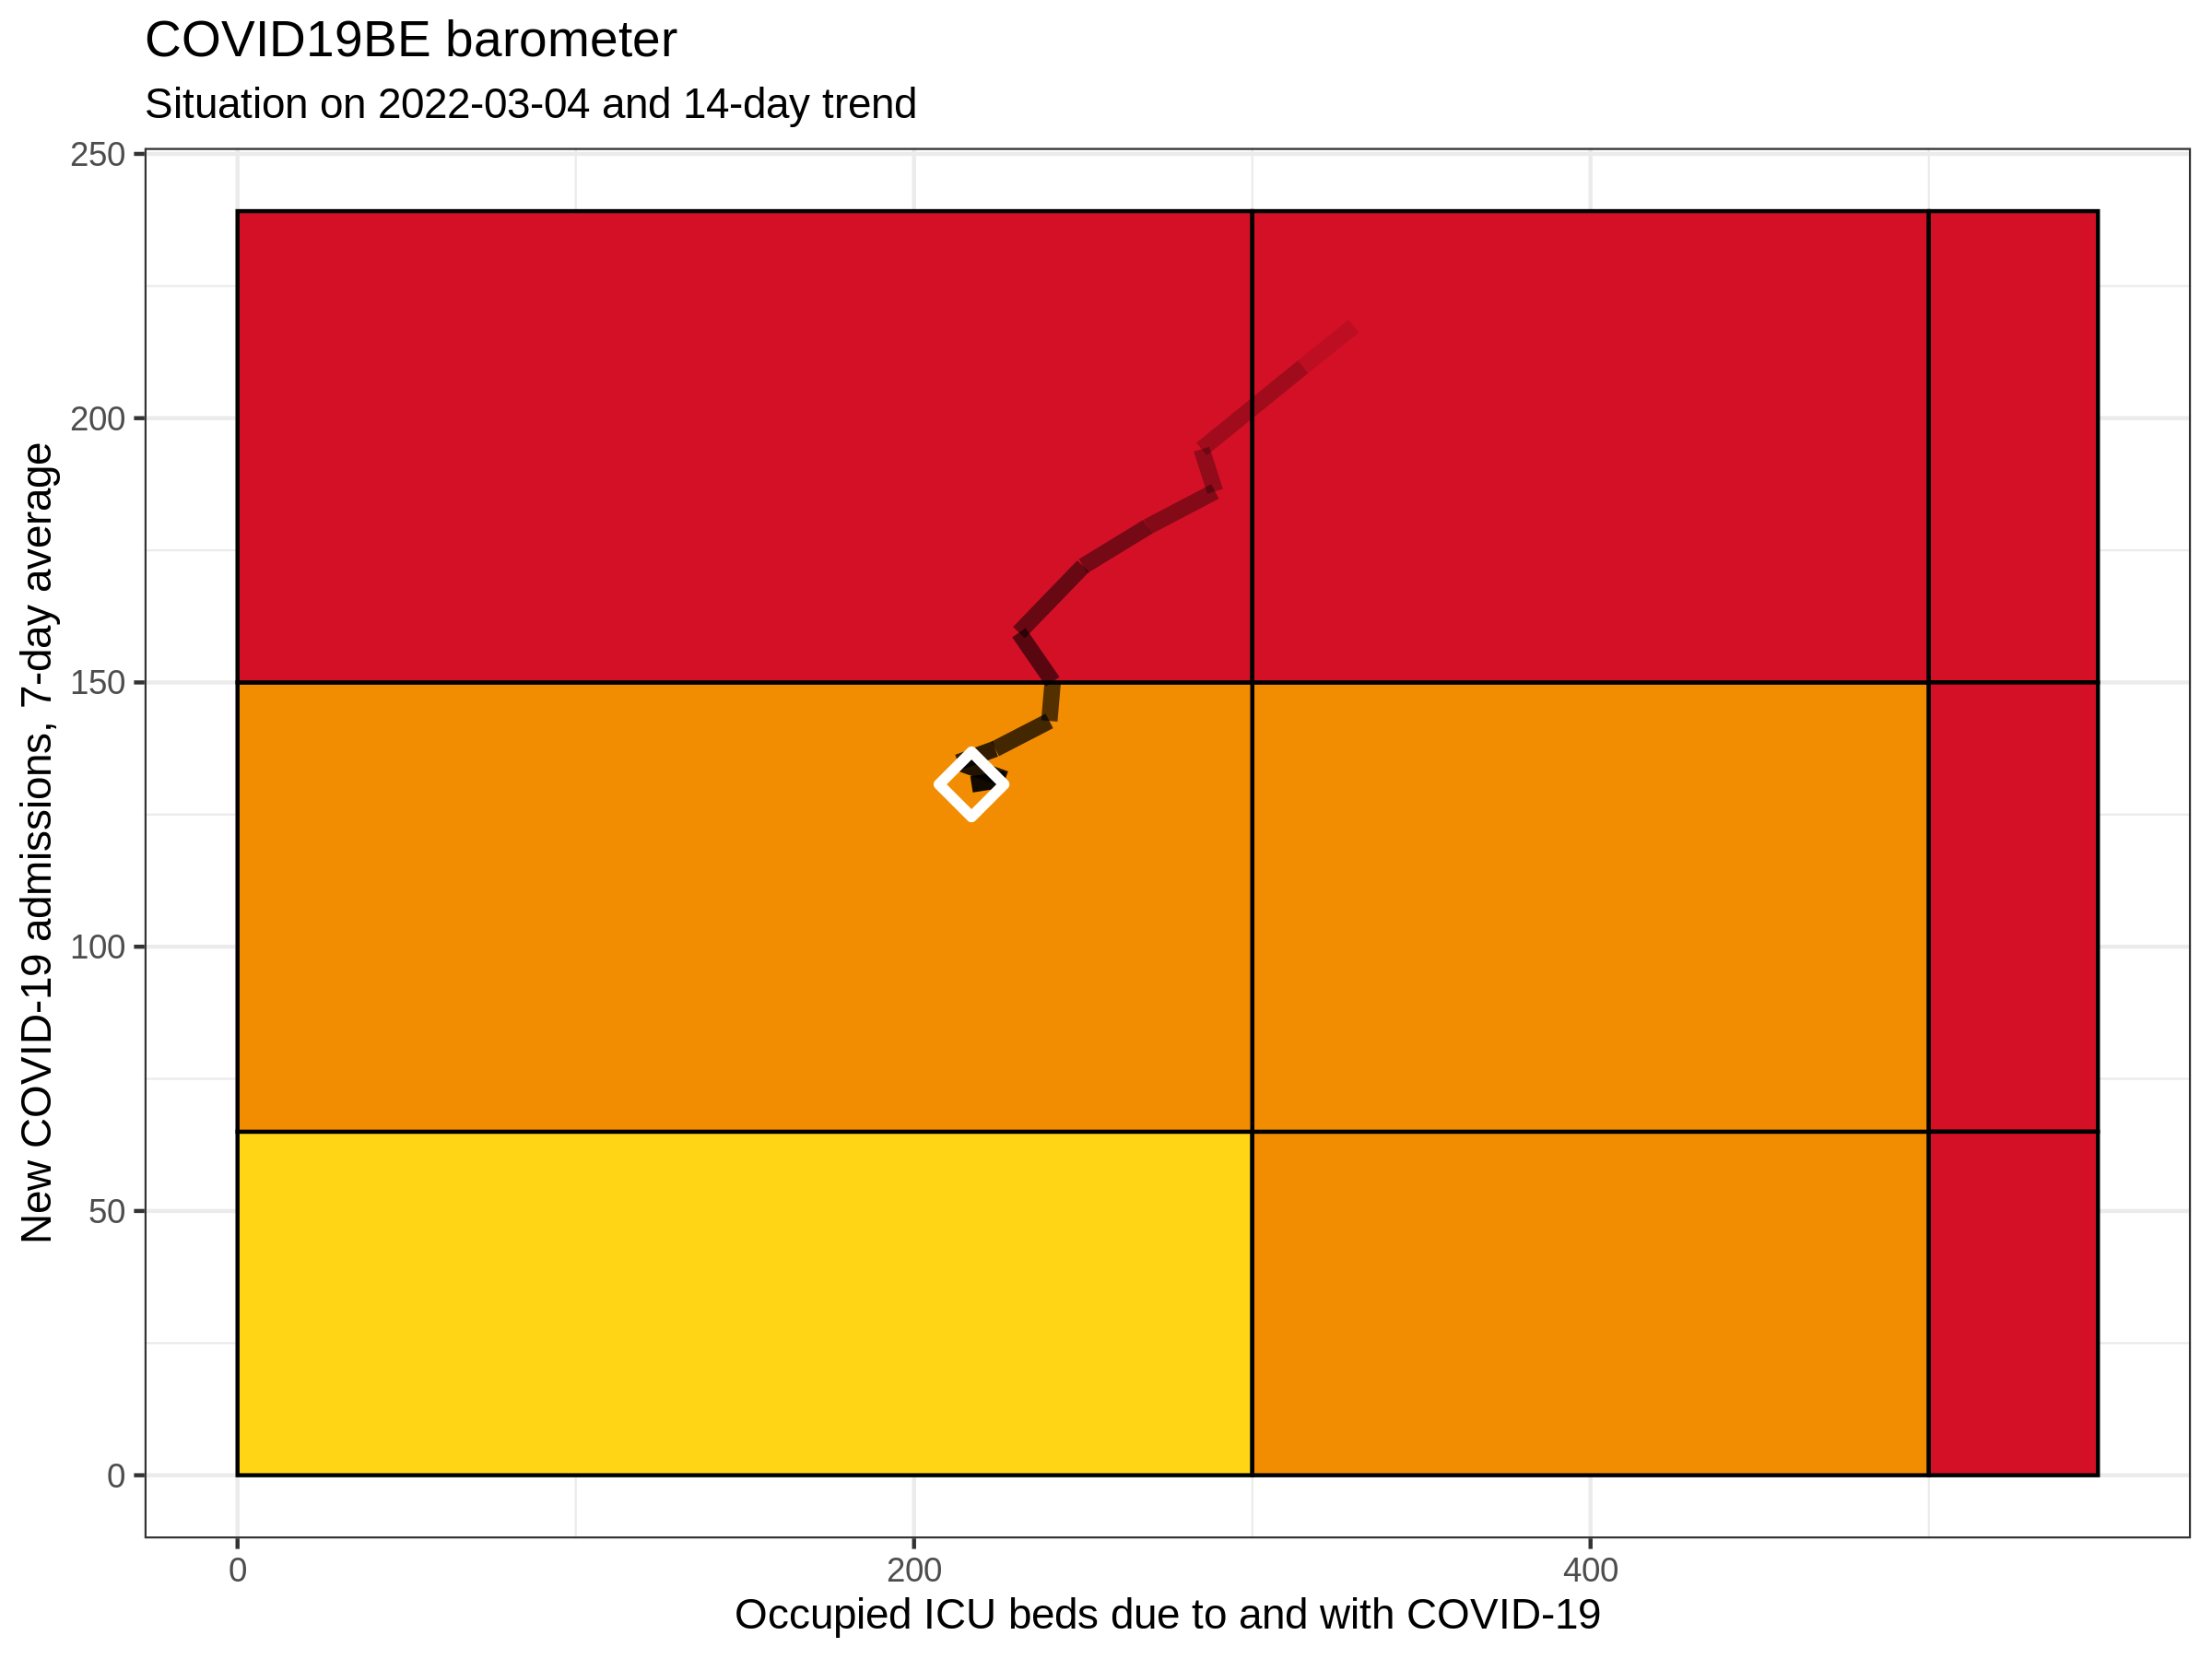 COVID19BE barometer
Situation on 2022-03-04 and 14-day trend
New COVID-19 admissions, 7-day average
250
200
150
100
50
0
0
200
400
Occupied ICU beds due to and with COVID-19